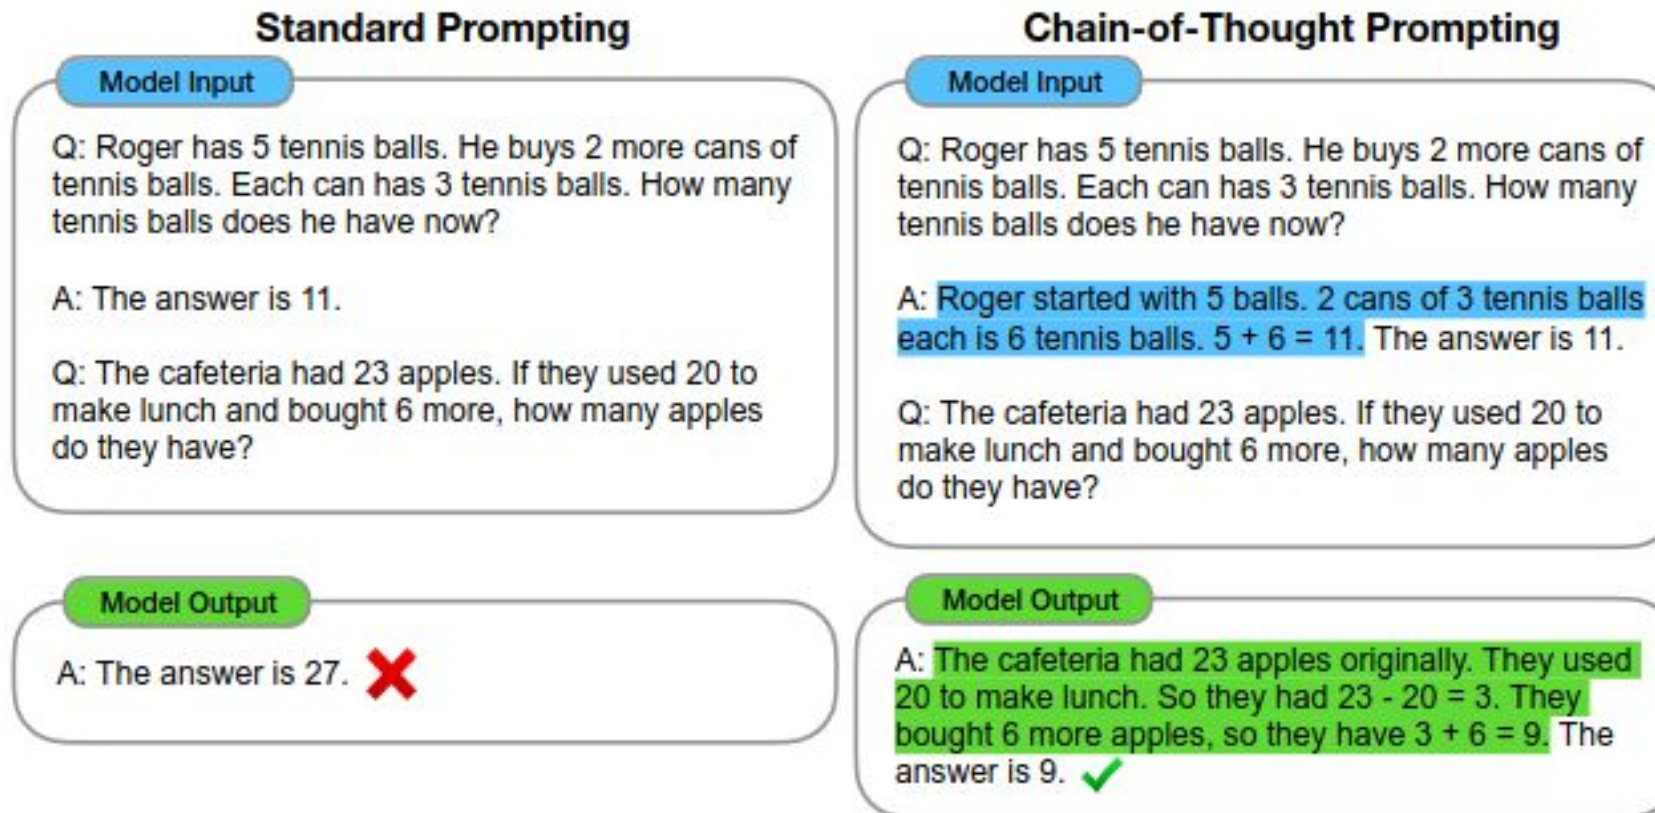 Standard Prompting
Model Input
Q: Roger has 5 tennis balls. He buys 2 more cans of
tennis balls. Each can has 3 tennis balls. How many
tennis balls does he have now?
A: The answer is 11.
Q: The cafeteria had 23 apples. If they used 20 to
make lunch and bought 6 more, how many apples
do they have?
Model Output
A: The answer is 27.
Chain-of-Thought Prompting
Model Input
Q: Roger has 5 tennis balls. He buys 2 more cans of
tennis balls. Each can has 3 tennis balls. How many
tennis balls does he have now?
A: Roger started with 5 balls. 2 cans of 3 tennis balls
each is 6 tennis balls. 5 + 6 = 11. The answer is 11.
Q: The cafeteria had 23 apples. If they used 20 to
make lunch and bought 6 more, how many apples
do they have?
Model Output
A: The cafeteria had 23 apples originally. They used
20 to make lunch. So they had 23 - 20 = 3. They
bought 6 more apples, so they have 3 + 6 = 9. The
answer is 9.